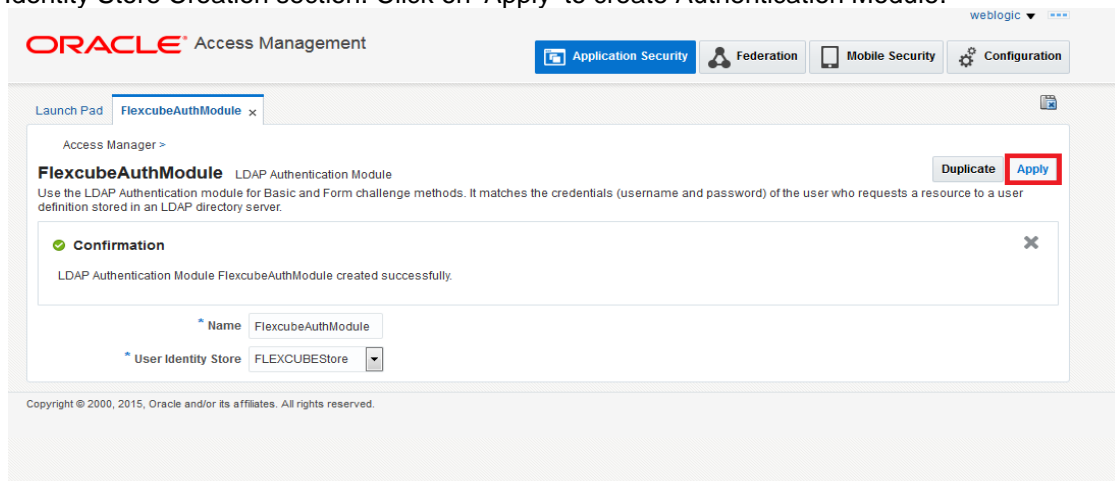 Identity Store Creation section. Click on 'Apply' to create Authentication Module.
weblogic
ORACLE Access Management
Application Security Federation Mobile Security Configuration
Launch Pad FlexcubeAuthModule x
Access Manager >
FlexcubeAuthModule LDAP Authentication Module
Duplicate Apply
Use the LDAP Authentication module for Basic and Form challenge methods. It matches the credentials (username and password) of the user who requests a resource to a user
definition stored in an LDAP directory server.
Confirmation
LDAP Authentication Module FlexcubeAuthModule created successfully.
* Name FlexcubeAuthModule
* User Identity Store FLEXCUBEStore
Copyright © 2000, 2015, Oracle and/or its affiliates. All rights reserved.